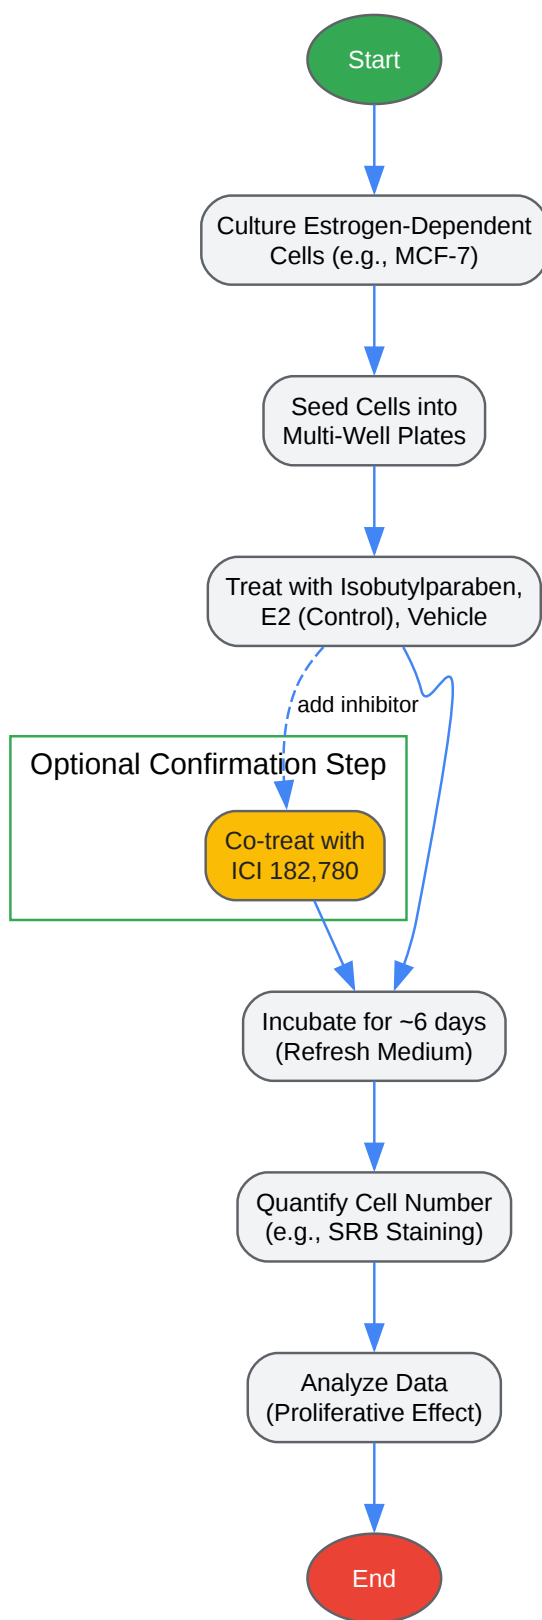 Start
Culture Estrogen-Dependent
Cells (e.g., MCF-7)
Seed Cells into
Multi-Well Plates
Treat with Isobutylparaben,
E2 (Control), Vehicle
add inhibitor
Optional Confirmation Step
Co-treat with
ICI 182,780
Incubate for ~6 days
(Refresh Medium)
Quantify Cell Number
(e.g., SRB Staining)
Analyze Data
(Proliferative Effect)
End